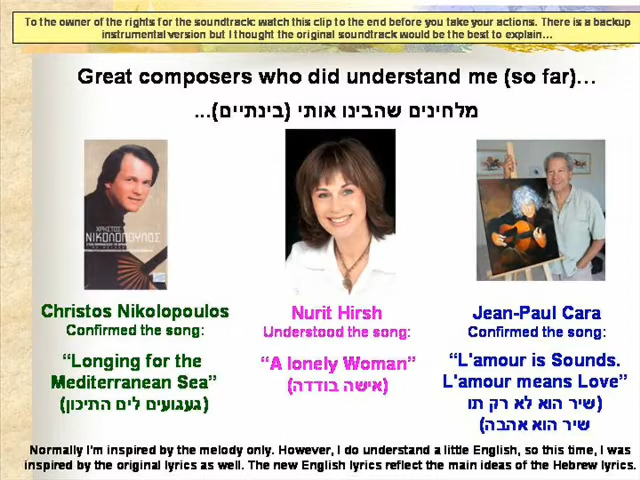 To the owner of the rights for the soundtrack: watch this clip to the end before you take your actions. There is a backup
instrumental version but I thought the original soundtrack would be the best to explain...
Great composers who did understand me (so far)...
מלחינים שהבינו אותי (בינתיים)...
ΧΡΗΣΤΟΣ
ΝΙΚΟΛΟΠΟΥΛΟΣ
Christos Nikolopoulos
Confirmed the song:
“Longing for the
Mediterranean Sea”
(געגועים לים התיכון)
Nurit Hirsh
Understood the song:
“A lonely Woman”
(אישה בודדה)
Jean-Paul Cara
Confirmed the song:
“L'amour is Sounds.
L'amour means Love”
(שיר הוא לא רק תו
שיר הוא אהבה)
Normally I'm inspired by the melody only. However, I do understand a little English, so this time, I was
inspired by the original lyrics as well. The new English lyrics reflect the main ideas of the Hebrew lyrics.